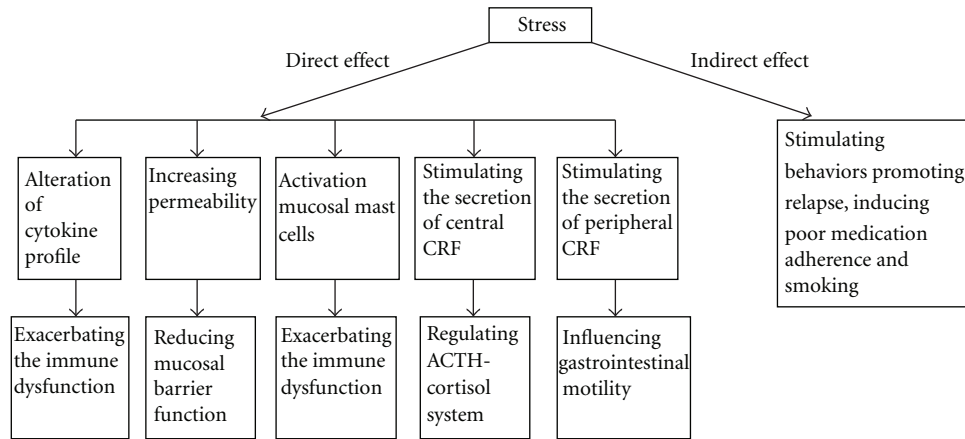 Stress
Direct effect
Indirect effect
Alteration
of
cytokine
profile
Increasing
permeability
Activation
mucosal mast
cells
Stimulating
the secretion
of central
CRF
Stimulating
the secretion
of peripheral
CRF
Stimulating
behaviors promoting
relapse, inducing
poor medication
adherence and
smoking
Exacerbating
the immune
dysfunction
Reducing
mucosal
barrier
function
Exacerbating
the immune
dysfunction
Regulating
ACTH-
cortisol
system
Influencing
gastrointestinal
motility